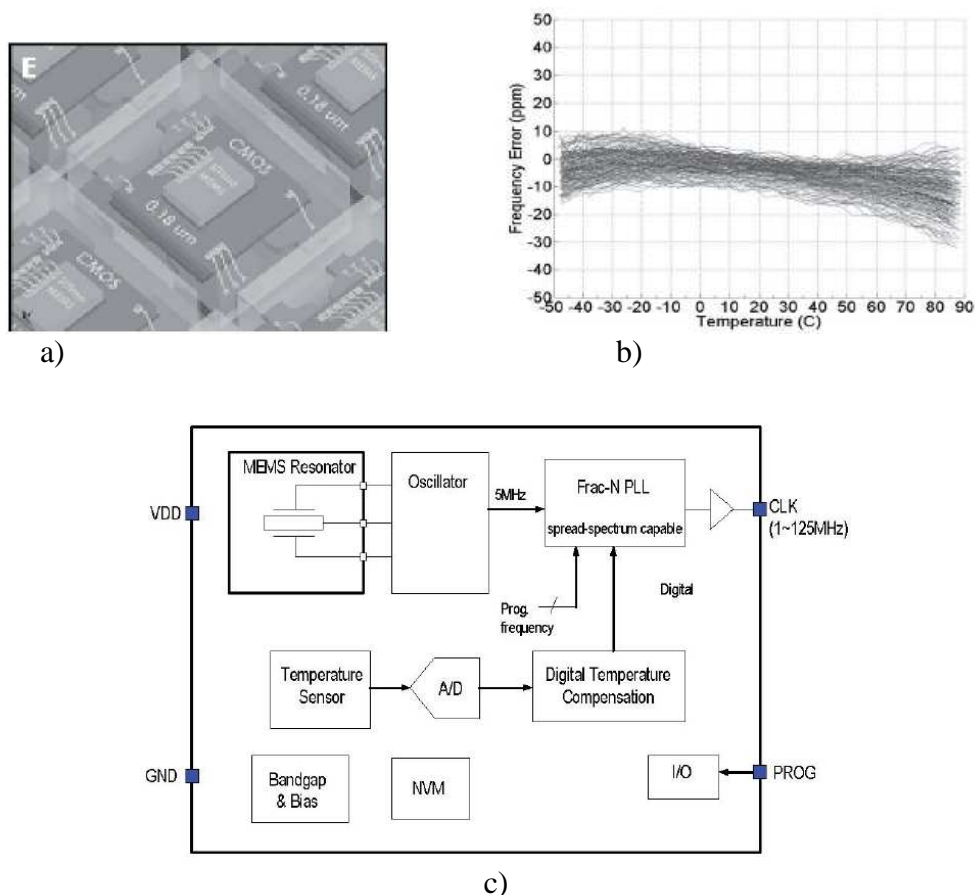 E
CMOS
0.18 um
0.18 um
CMOS
50
40
30
20
10
0
-10
-20
-30
-40
-50
Frequency Error (ppm)
-50 -40 -30 -20 -10 0 10 20 30 40 50 60 70 80 90
Temperature (C)
a)
b)
MEMS Resonator
Oscillator
5MHz
Frac-N PLL
spread-spectrum capable
VDD
CLK
(1~125MHz)
Prog.
frequency
Digital
Temperature
Sensor
A/D
Digital Temperature
Compensation
GND
Bandgap
& Bias
NVM
I/O
PROG
c)